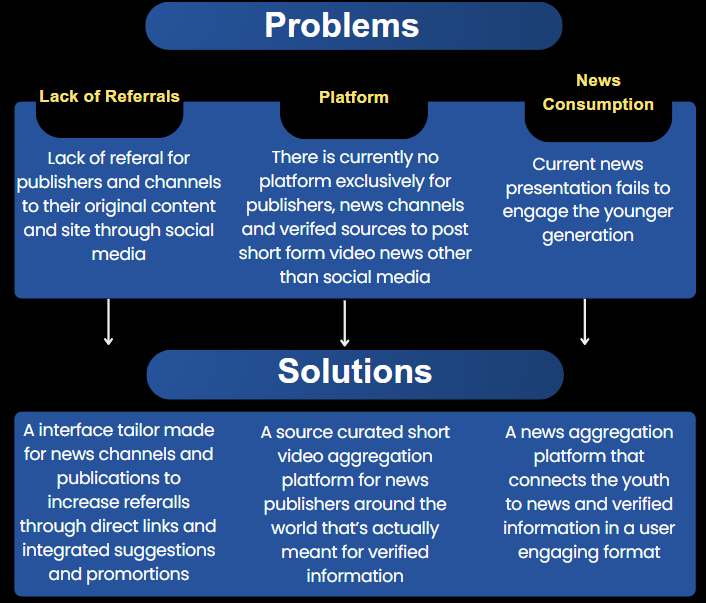 Problems
Lack of Referrals
Lack of referal for
publishers and channels
to their original content
and site through social
media
Platform
There is currently no
platform exclusively for
publishers, news channels
and verifed sources to post
short form video news other
than social media
News
Consumption
Current news
presentation fails to
engage the younger
generation
Solutions
A interface tailor made
for news channels and
publications to
increase referalls
through direct links and
integrated suggestions
and promortions
A source curated short
video aggregation
platform for news
publishers around the
world that's actually
meant for verified
information
A news aggregation
platform that
connects the youth
to news and verified
information in a user
engaging format